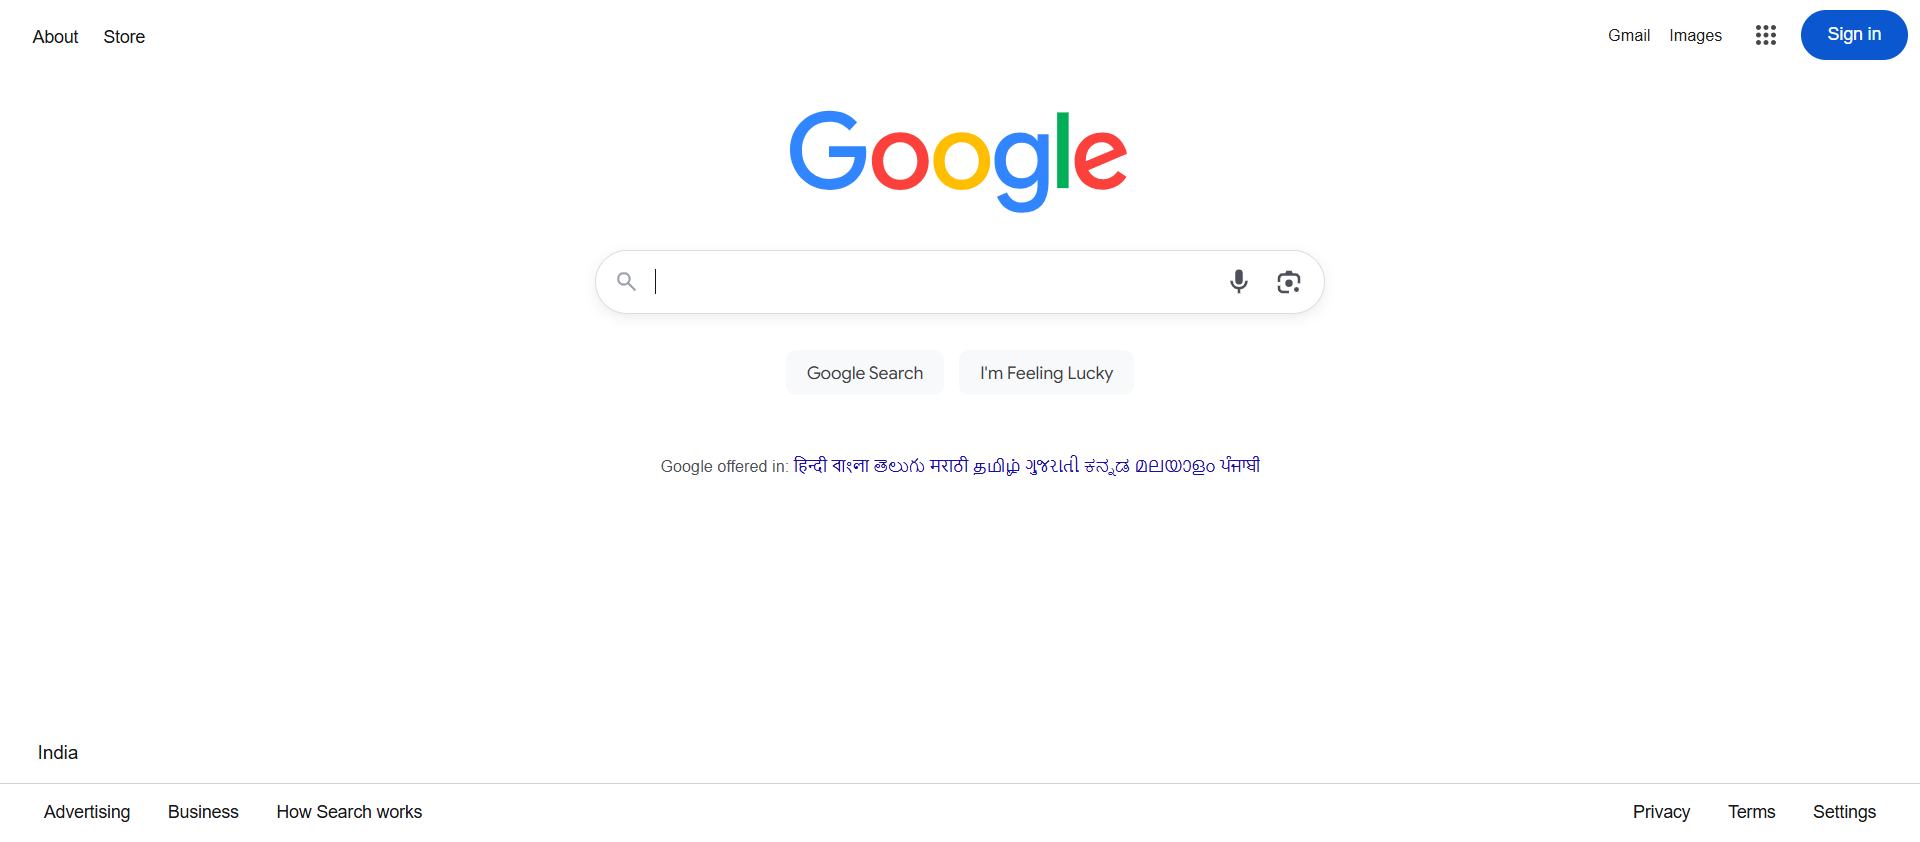 About Store Gmail Images Sign in
Google
Google Search I'm Feeling Lucky
Google offered in: हिन्दी বাংলা తెలుగు मराठी தமிழ் ગુજરાતી ಕನ್ನಡ മലയാളം ਪੰਜਾਬੀ
India
Advertising Business How Search works Privacy Terms Settings